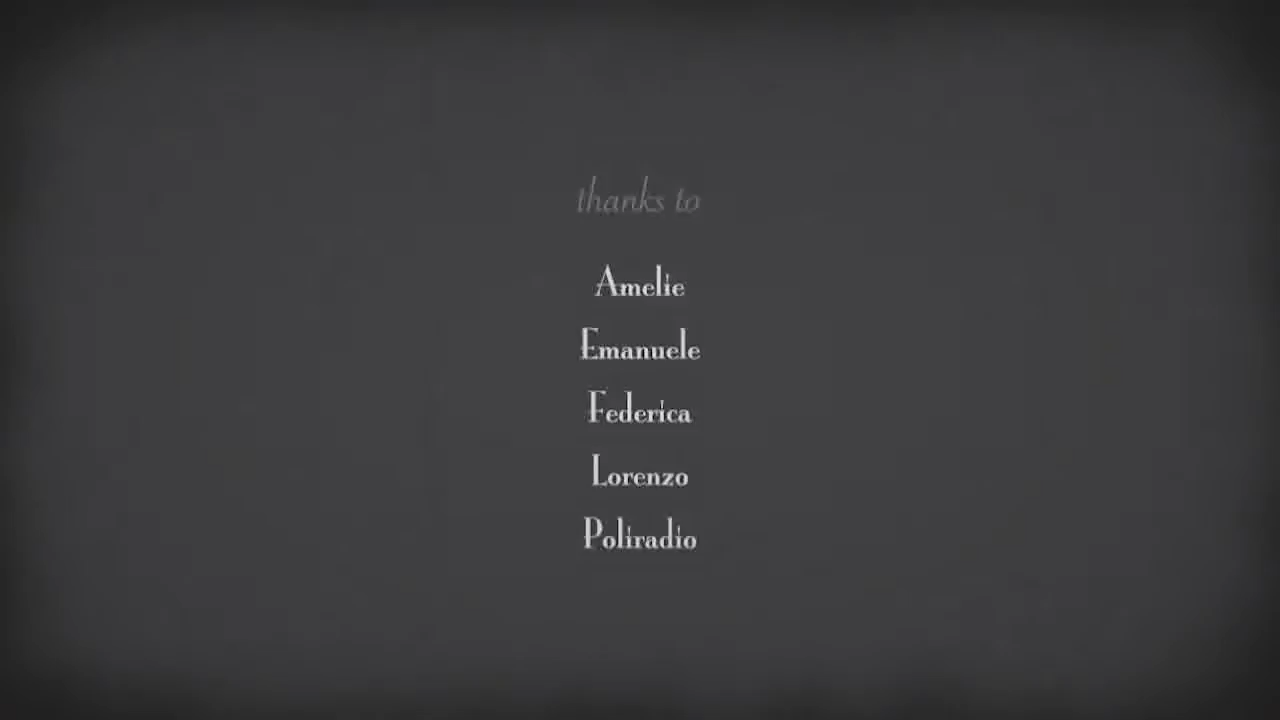 thanks to
Amelie
Emanuele
Federica
Lorenzo
Poliradio